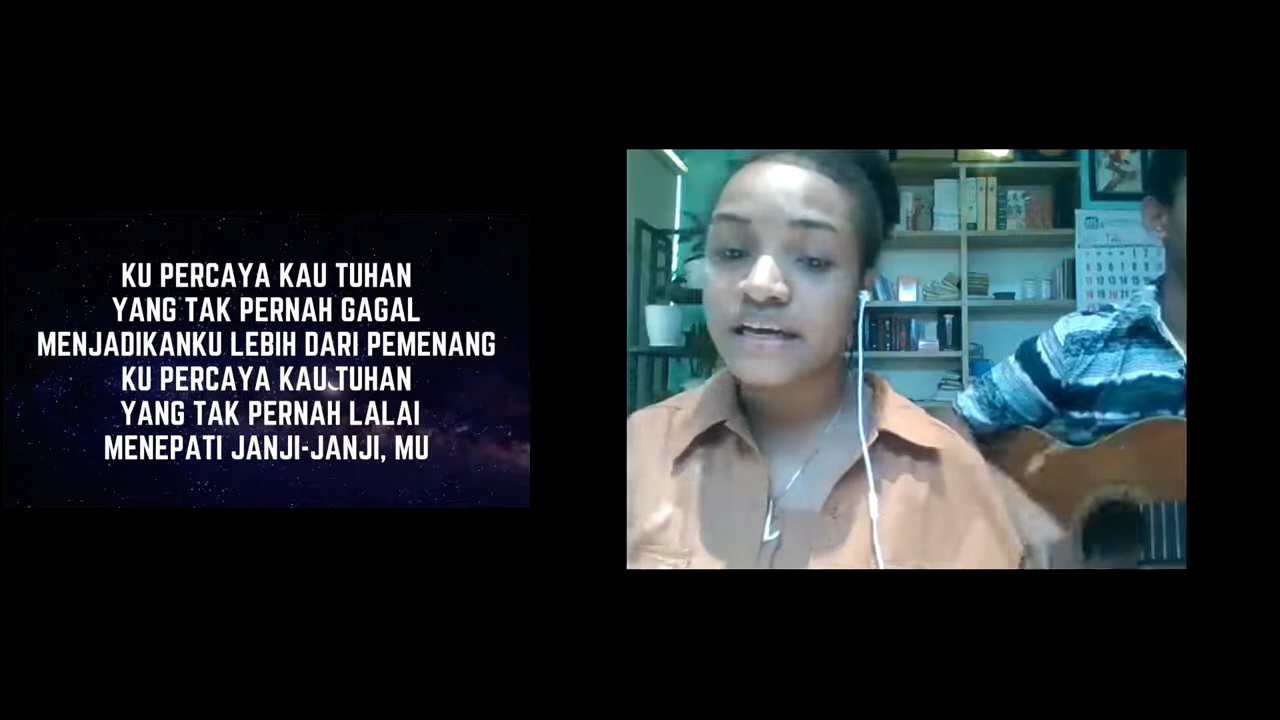 KU PERCAYA KAU TUHAN
YANG TAK PERNAH GAGAL
MENJADIKANKU LEBIH DARI PEMENANG
KU PERCAYA KAU TUHAN
YANG TAK PERNAH LALAI
MENEPATI JANJI-JANJI, MU